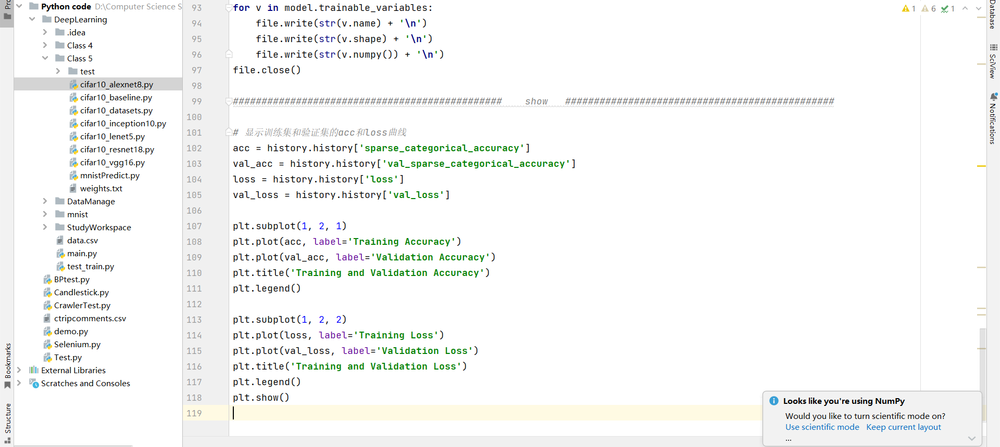 Python code D:\Computer Science S
DeepLearning
.idea
Class 4
Class 5
test
cifar10_alexnet8.py
cifar10_baseline.py
cifar10_datasets.py
cifar10_inception10.py
cifar10_lenet5.py
cifar10_resnet18.py
cifar10_vgg16.py
mnistPredict.py
weights.txt
DataManage
mnist
StudyWorkspace
data.csv
main.py
test_train.py
BPtest.py
Candlestick.py
CrawlerTest.py
ctripcomments.csv
demo.py
Selenium.py
Test.py
External Libraries
Scratches and Consoles
Bookmarks
Structure
93 for v in model.trainable_variables:
94     file.write(str(v.name) + '\n')
95     file.write(str(v.shape) + '\n')
96     file.write(str(v.numpy()) + '\n')
97 file.close()
98
99 ###############################################    show   ###############################################
100
101 # 显示训练集和验证集的acc和loss曲线
102 acc = history.history['sparse_categorical_accuracy']
103 val_acc = history.history['val_sparse_categorical_accuracy']
104 loss = history.history['loss']
105 val_loss = history.history['val_loss']
106
107 plt.subplot(1, 2, 1)
108 plt.plot(acc, label='Training Accuracy')
109 plt.plot(val_acc, label='Validation Accuracy')
110 plt.title('Training and Validation Accuracy')
111 plt.legend()
112
113 plt.subplot(1, 2, 2)
114 plt.plot(loss, label='Training Loss')
115 plt.plot(val_loss, label='Validation Loss')
116 plt.title('Training and Validation Loss')
117 plt.legend()
118 plt.show()
119
1 6 1
Database
SciView
Notifications
Looks like you're using NumPy
Would you like to turn scientific mode on?
Use scientific mode Keep current layout
...